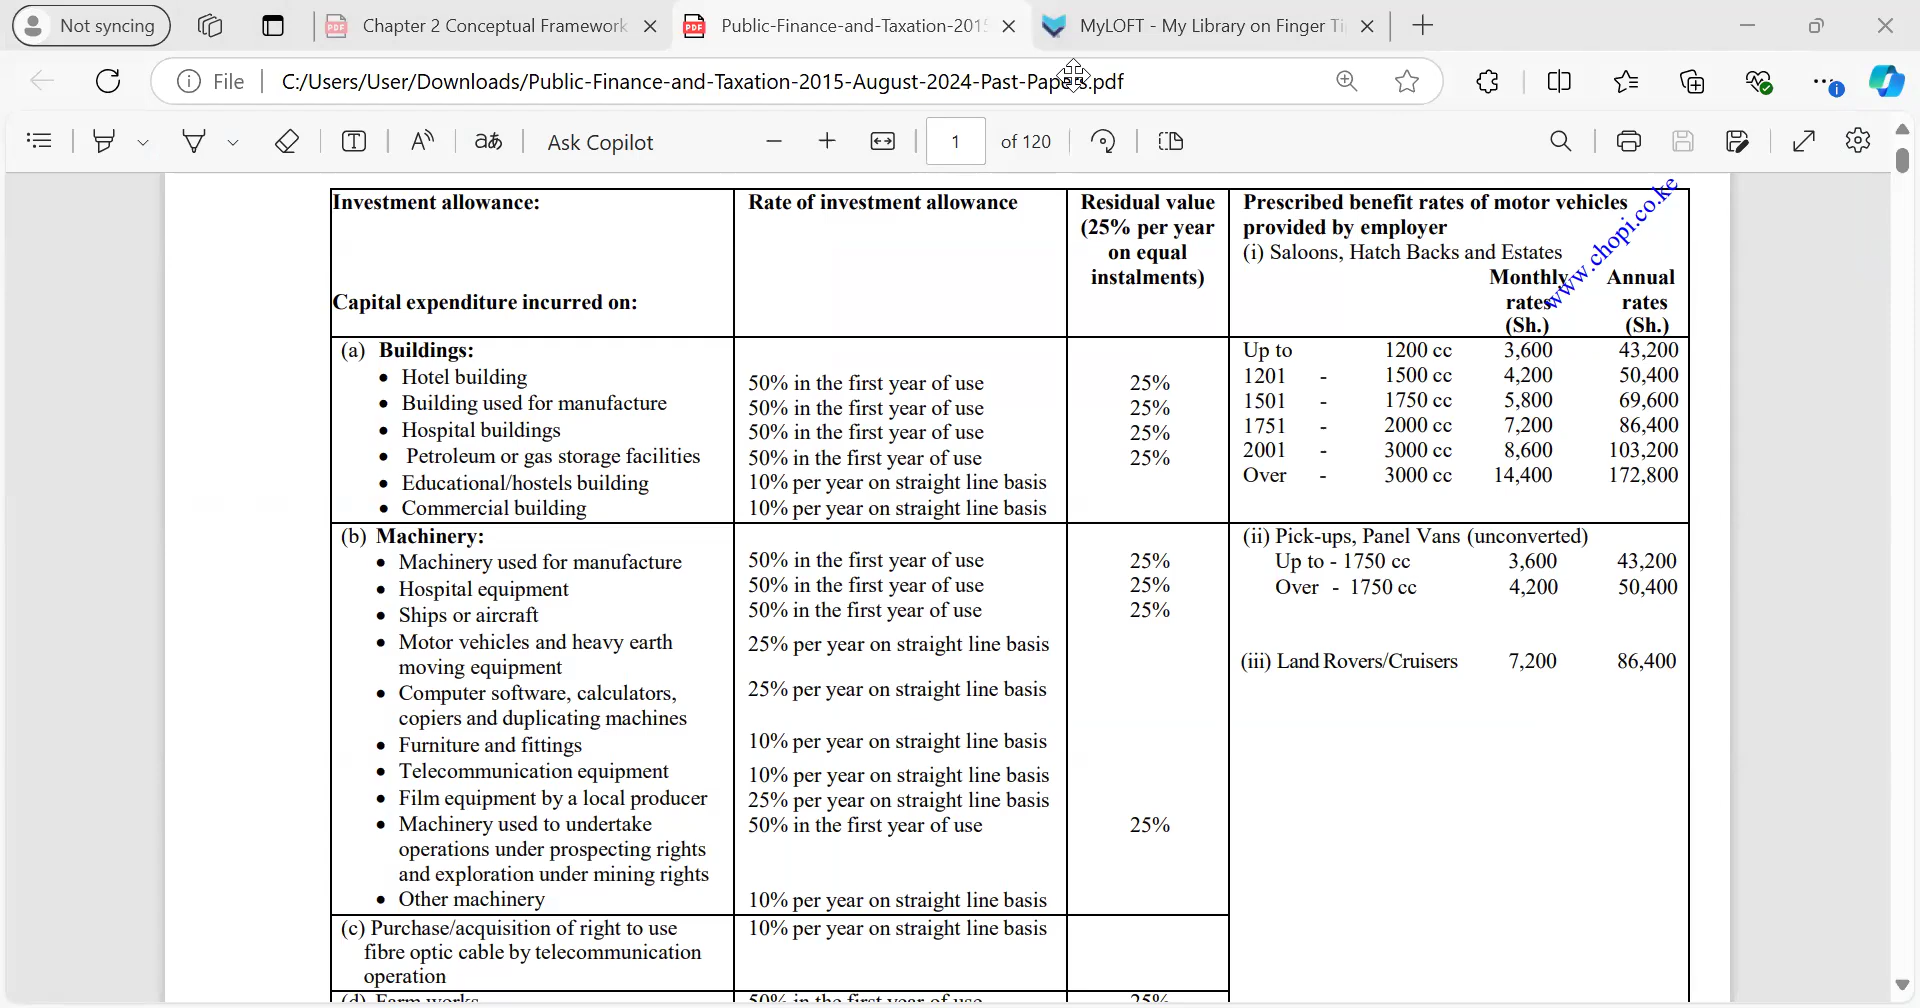 Not syncing
Chapter 2 Conceptual Framework
Public-Finance-and-Taxation-2015
MyLOFT - My Library on Finger Ti
File
C:/Users/User/Downloads/Public-Finance-and-Taxation-2015-August-2024-Past-Papers.pdf
Ask Copilot
1 of 120
Investment allowance:
Capital expenditure incurred on:
Rate of investment allowance
Residual value
(25% per year
on equal
instalments)
Prescribed benefit rates of motor vehicles
provided by employer
(i) Saloons, Hatch Backs and Estates
Monthly Annual
rates rates
(Sh.) (Sh.)
www.chopi.co.ke
(a) Buildings:
• Hotel building 50% in the first year of use 25%
• Building used for manufacture 50% in the first year of use 25%
• Hospital buildings 50% in the first year of use 25%
• Petroleum or gas storage facilities 50% in the first year of use 25%
• Educational/hostels building 10% per year on straight line basis
• Commercial building 10% per year on straight line basis
Up to 1200 cc 3,600 43,200
1201 - 1500 cc 4,200 50,400
1501 - 1750 cc 5,800 69,600
1751 - 2000 cc 7,200 86,400
2001 - 3000 cc 8,600 103,200
Over - 3000 cc 14,400 172,800
(b) Machinery:
• Machinery used for manufacture 50% in the first year of use 25%
• Hospital equipment 50% in the first year of use 25%
• Ships or aircraft 50% in the first year of use 25%
• Motor vehicles and heavy earth 25% per year on straight line basis
moving equipment
• Computer software, calculators, 25% per year on straight line basis
copiers and duplicating machines
• Furniture and fittings 10% per year on straight line basis
• Telecommunication equipment 10% per year on straight line basis
• Film equipment by a local producer 25% per year on straight line basis
• Machinery used to undertake 50% in the first year of use 25%
operations under prospecting rights
and exploration under mining rights
• Other machinery 10% per year on straight line basis
(ii) Pick-ups, Panel Vans (unconverted)
Up to - 1750 cc 3,600 43,200
Over - 1750 cc 4,200 50,400
(iii) Land Rovers/Cruisers 7,200 86,400
(c) Purchase/acquisition of right to use 10% per year on straight line basis
fibre optic cable by telecommunication
operation
(d) Farm works 50% in the first year of use 25%